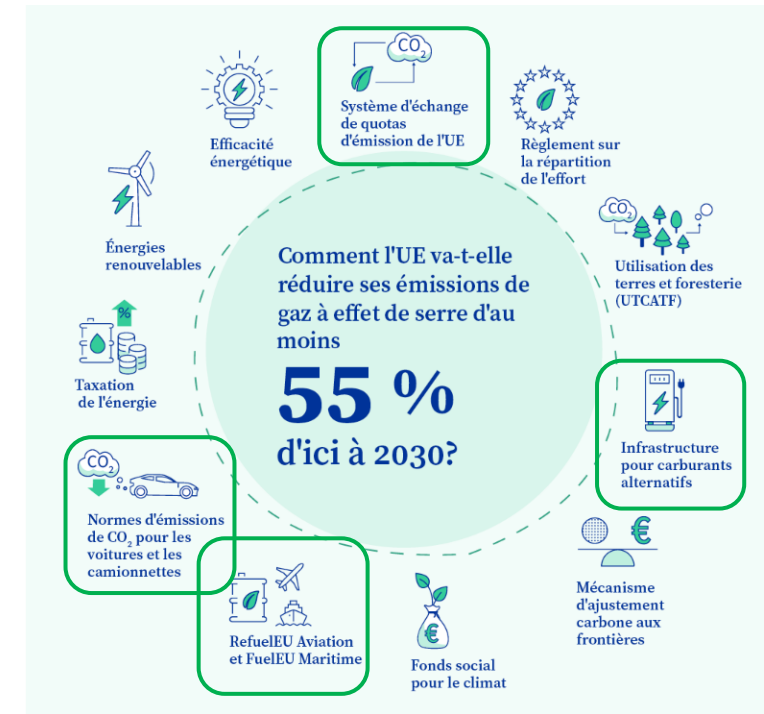 CO₂
Système d'échange
de quotas
d'émission de l'UE
Règlement sur
la répartition
de l'effort
CO₂
Utilisation des
terres et foresterie
(UTCATF)
Infrastructure
pour carburants
alternatifs
€
Mécanisme
d'ajustement
carbone aux
frontières
€
Fonds social
pour le climat
RefuelEU Aviation
et FuelEU Maritime
CO₂
Normes d'émissions
de CO₂ pour les
voitures et les
camionnettes
%
Taxation
de l'énergie
Énergies
renouvelables
Efficacité
énergétique
Comment l'UE va-t-elle
réduire ses émissions de
gaz à effet de serre d'au
moins
55 %
d'ici à 2030?